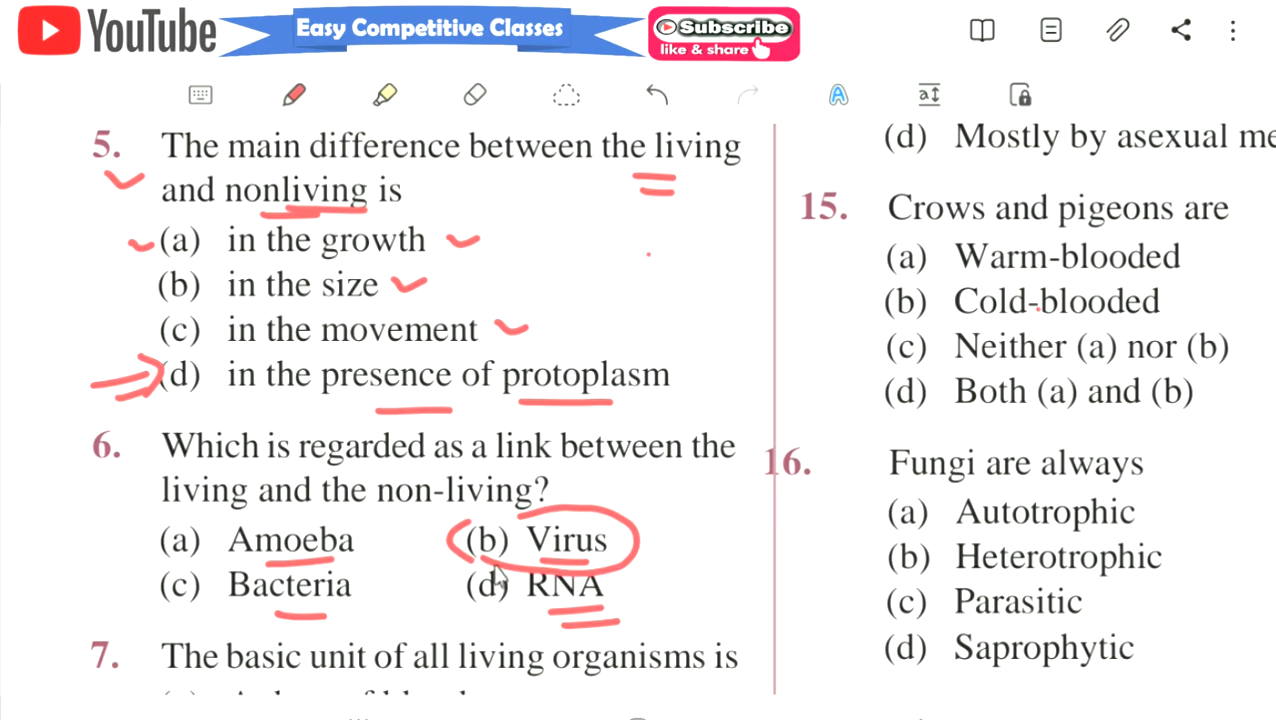 YouTube
Easy Competitive Classes
Subscribe
like & share
5. The main difference between the living
and nonliving is
(a) in the growth
(b) in the size
(c) in the movement
(d) in the presence of protoplasm
6. Which is regarded as a link between the
living and the non-living?
(a) Amoeba (b) Virus
(c) Bacteria (d) RNA
7. The basic unit of all living organisms is
(d) Mostly by asexual me
15. Crows and pigeons are
(a) Warm-blooded
(b) Cold-blooded
(c) Neither (a) nor (b)
(d) Both (a) and (b)
16. Fungi are always
(a) Autotrophic
(b) Heterotrophic
(c) Parasitic
(d) Saprophytic